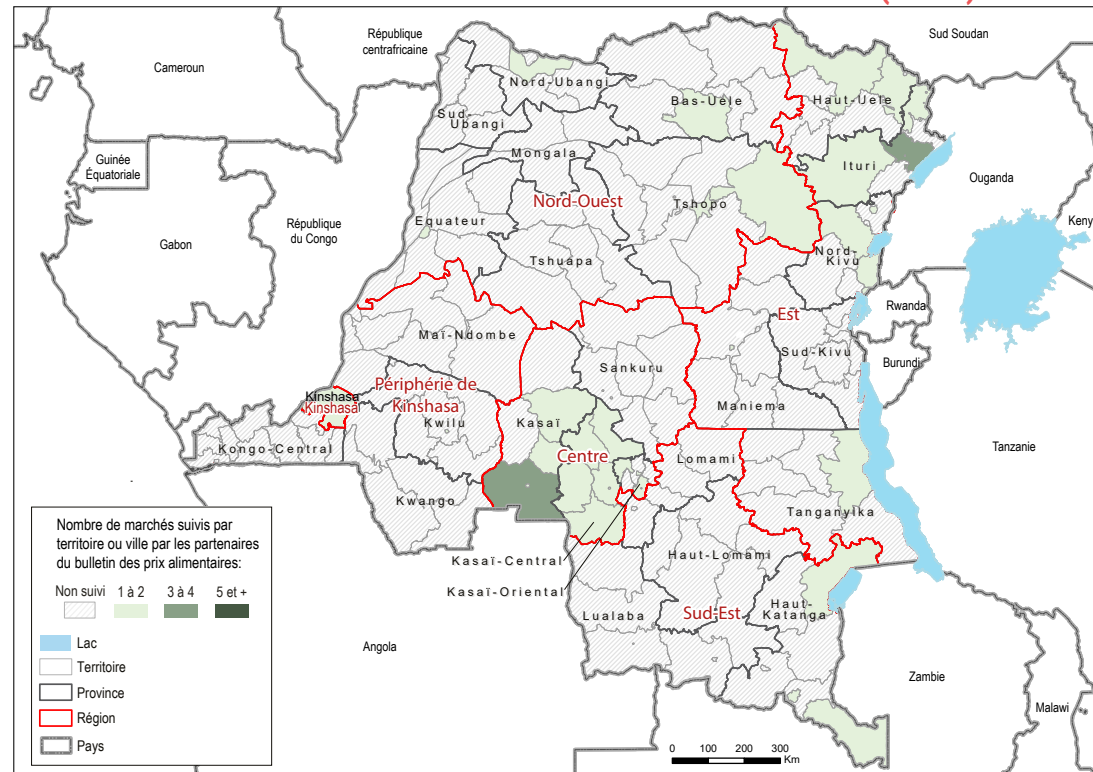 République
centrafricaine
Sud Soudan
Cameroun
Nord-Ubangi
Bas-Uele
Haut-Uele
Sud-
Ubangi
Guinée
Équatoriale
Mongala
Ituri
Ouganda
Nord-Ouest
Tshopo
Equateur
République
du Congo
Keny
Gabon
Nord-
Kivu
Tshuapa
Rwanda
Est
Maï-Ndombe
Sud-Kivu
Burundi
Sankuru
Périphérie de
Kinshasa
Kinshasa
Kinshasa
Maniema
Kwilu
Kasaï
Kongo-Central
Centre
Lomami
Tanzanie
Kwango
Tanganyika
Haut-Lomami
Kasaï-Central
Kasaï-Oriental
Lualaba
Sud-Est
Haut-
Katanga
Angola
Zambie
Malawi
Nombre de marchés suivis par
territoire ou ville par les partenaires
du bulletin des prix alimentaires:
Non suivi 1 à 2 3 à 4 5 et +
Lac
Territoire
Province
Région
Pays
0 100 200 300
Km